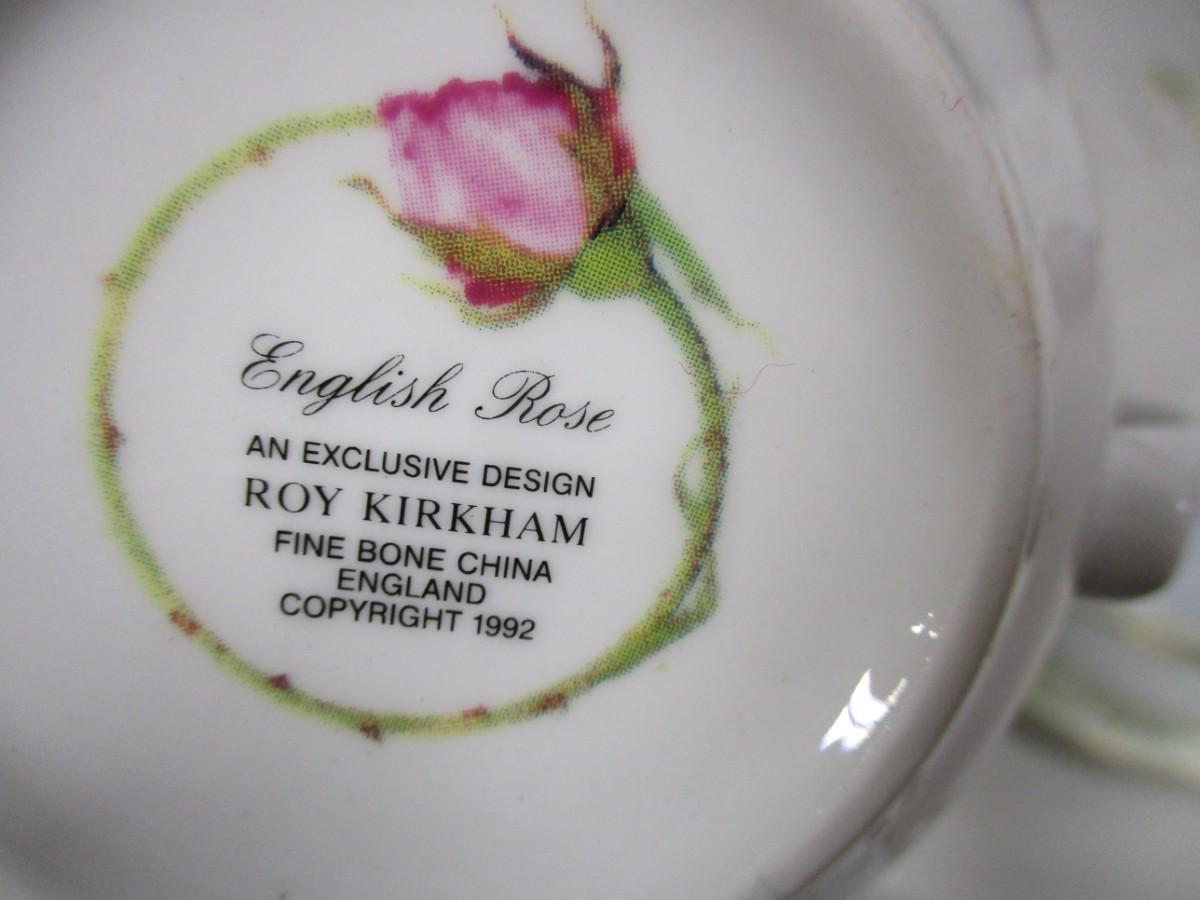 English Rose
AN EXCLUSIVE DESIGN
ROY KIRKHAM
FINE BONE CHINA
ENGLAND
COPYRIGHT 1992